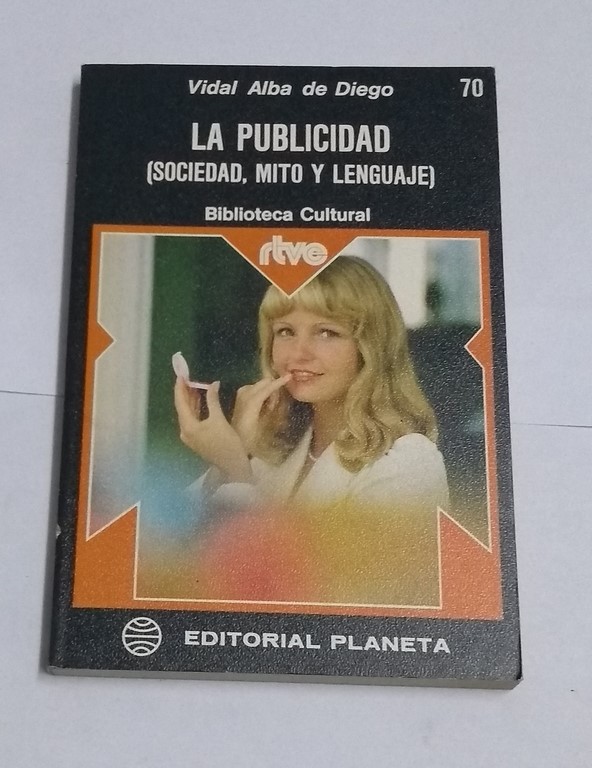 Vidal Alba de Diego
70
LA PUBLICIDAD
(SOCIEDAD, MITO Y LENGUAJE)
Biblioteca Cultural
rtve
EDITORIAL PLANETA